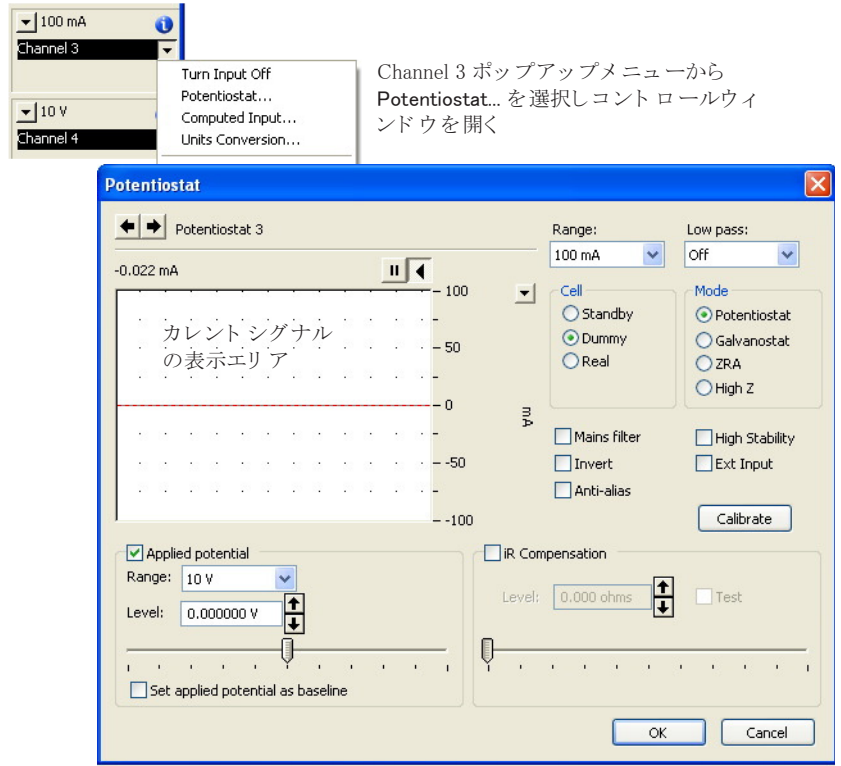 100 mA
Channel 3
Turn Input Off
Potentiostat...
Computed Input...
Units Conversion...
10 V
Channel 4
Channel 3 ポップアップメニューから
Potentiostat... を選択しコントロールウィ
ンドウを開く
Potentiostat
Potentiostat 3
-0.022 mA
カレントシグナル
の表示エリア
100
50
0
-50
-100
mA
Range:
100 mA
Low pass:
Off
Cell
Standby
Dummy
Real
Mode
Potentiostat
Galvanostat
ZRA
High Z
Mains filter
Invert
Anti-alias
High Stability
Ext Input
Calibrate
Applied potential
Range: 10 V
Level: 0.000000 V
Set applied potential as baseline
iR Compensation
Level: 0.000 ohms
Test
OK
Cancel